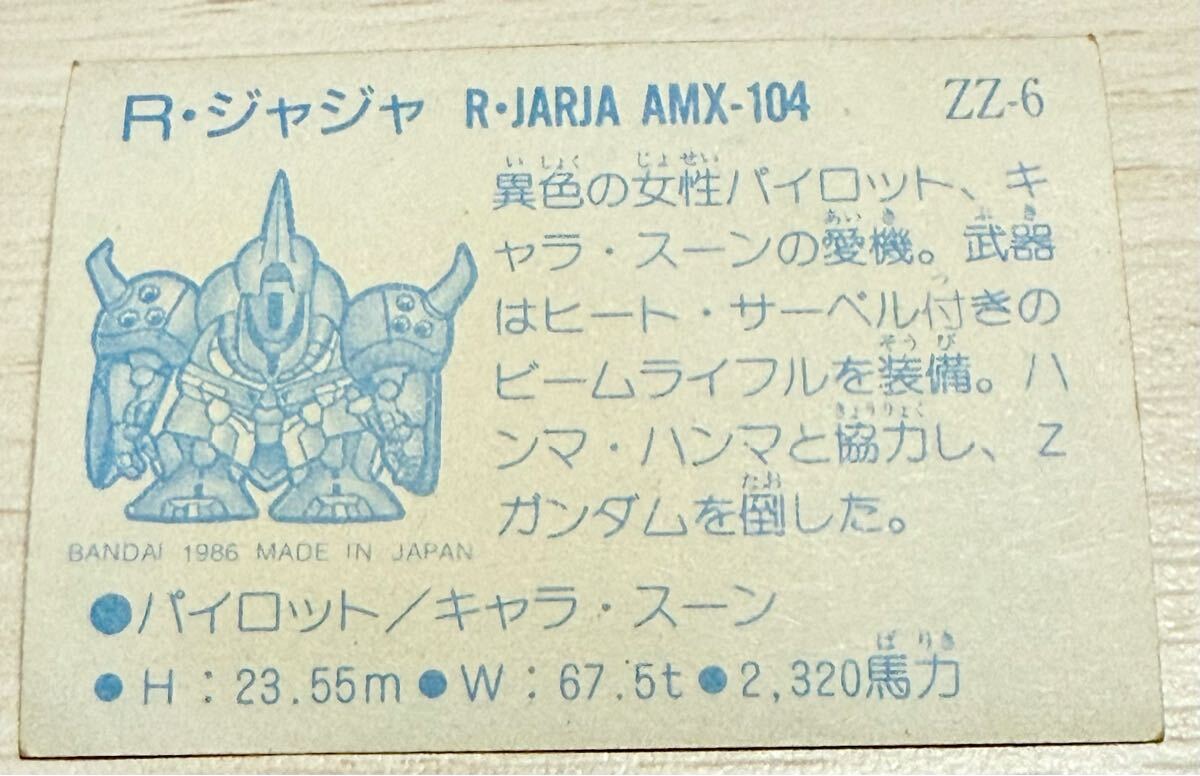 R・ジャジャ R・JARJA AMX-104 ZZ-6
異色の女性パイロット、キ
ャラ・スーンの愛機。武器
はヒート・サーベル付きの
ビームライフルを装備。ハ
ンマ・ハンマと協力し、Z
ガンダムを倒した。
BANDAI 1986 MADE IN JAPAN
●パイロット/キャラ・スーン
●H:23.55m●W:67.5t●2,320馬力